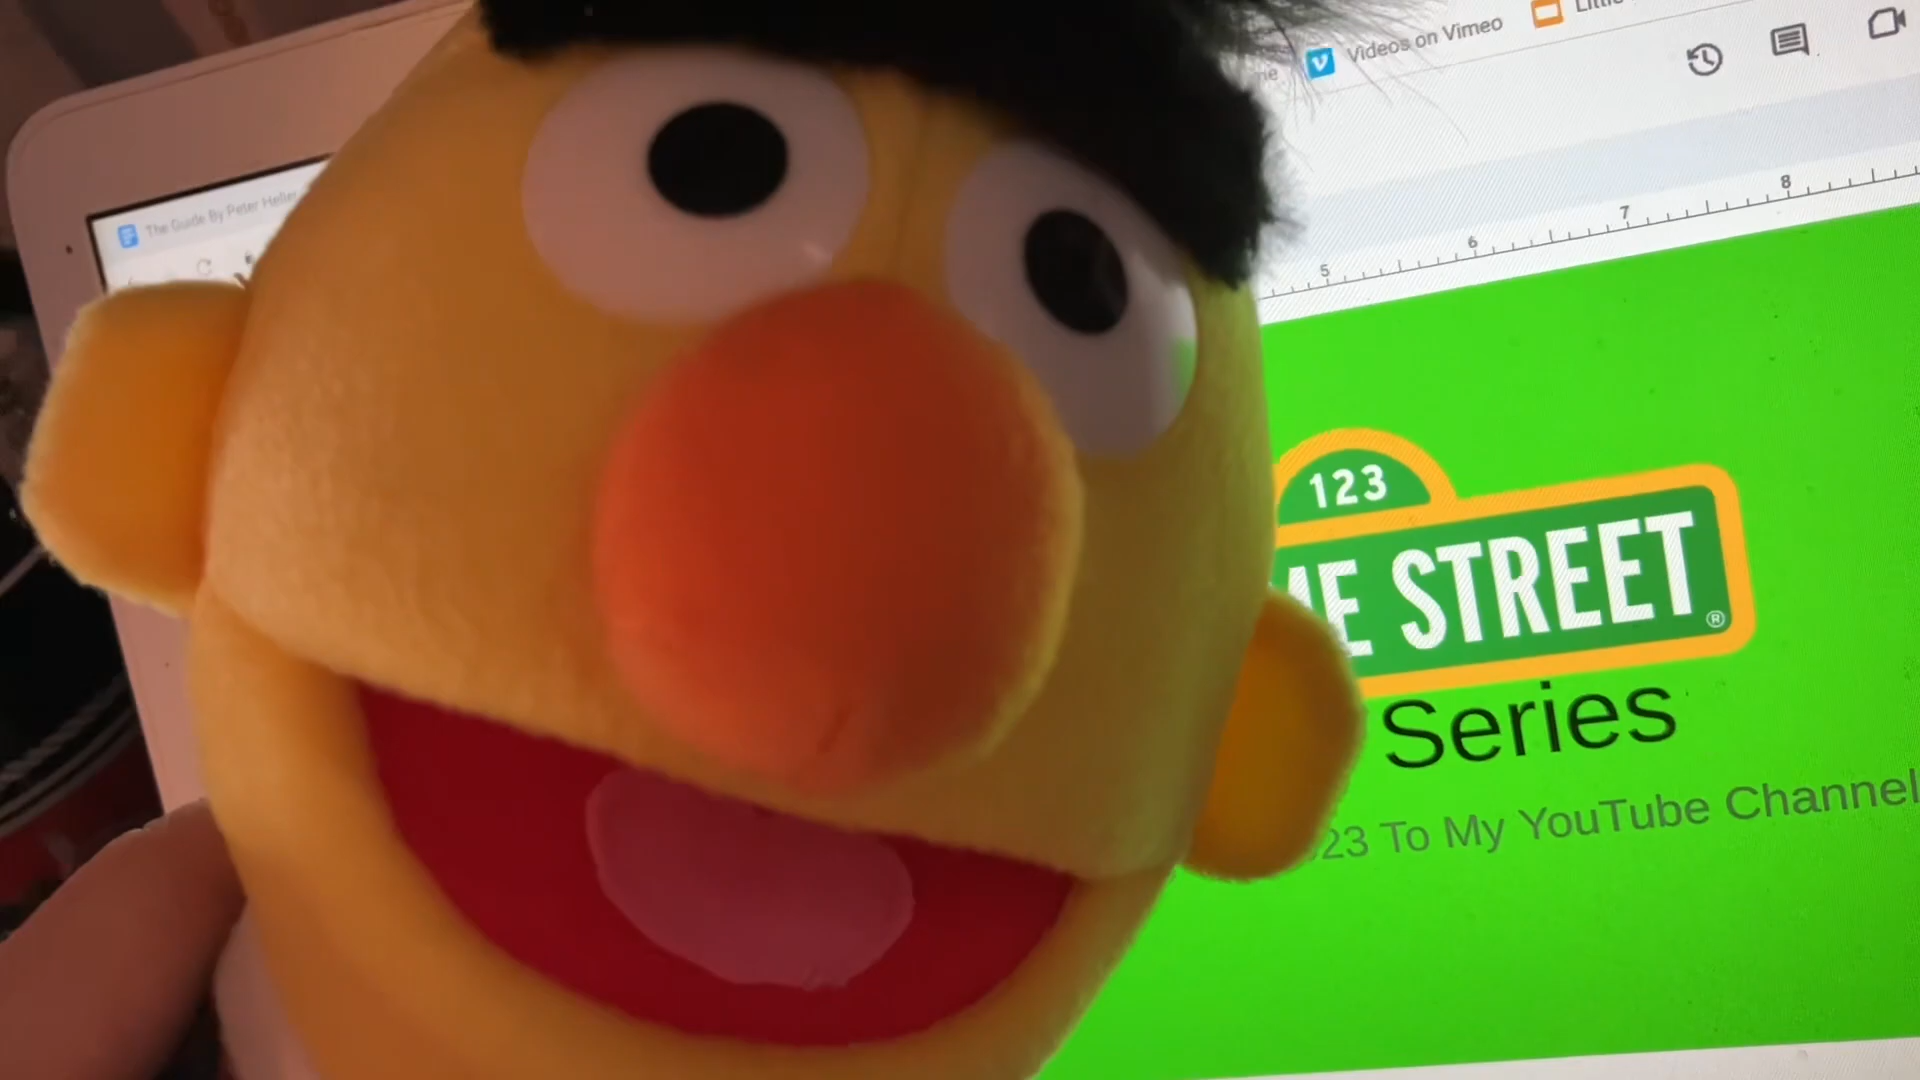 Videos on Vimeo
The Guide By Peter Heller
5 6 7 8
123
STREET
®
Series
To My YouTube Channel